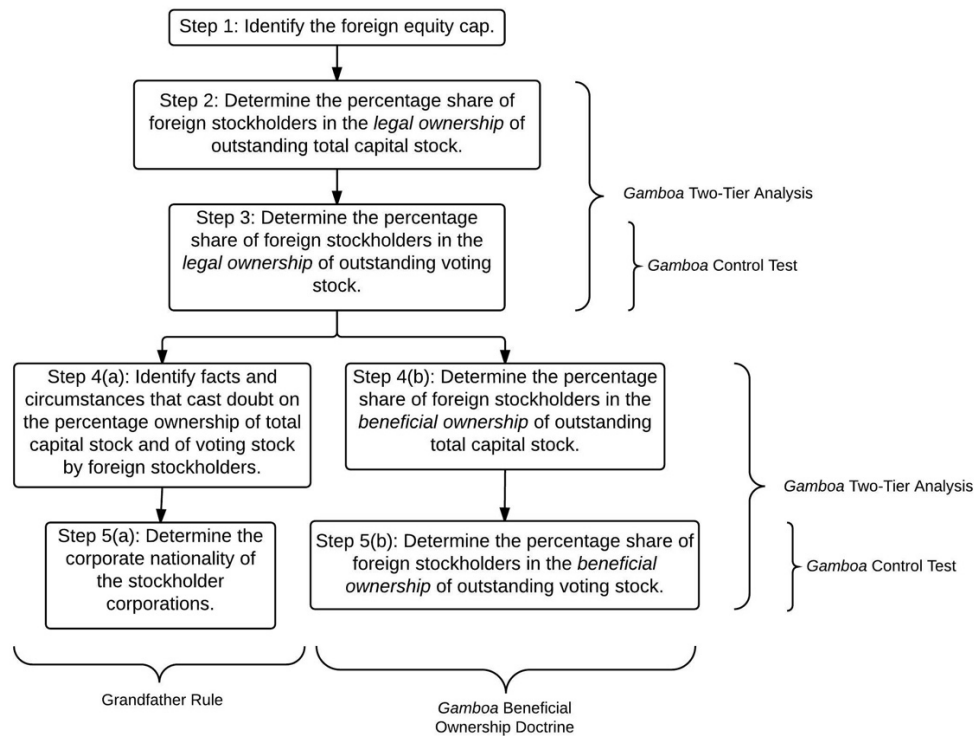 Step 1: Identify the foreign equity cap.
Step 2: Determine the percentage share of
foreign stockholders in the legal ownership of
outstanding total capital stock.
Gamboa Two-Tier Analysis
Step 3: Determine the percentage
share of foreign stockholders in the
legal ownership of outstanding voting
stock.
Gamboa Control Test
Step 4(a): Identify facts and
circumstances that cast doubt on
the percentage ownership of total
capital stock and of voting stock
by foreign stockholders.
Step 4(b): Determine the percentage
share of foreign stockholders in the
beneficial ownership of outstanding
total capital stock.
Gamboa Two-Tier Analysis
Step 5(a): Determine the
corporate nationality of
the stockholder
corporations.
Step 5(b): Determine the percentage share of
foreign stockholders in the beneficial
ownership of outstanding voting stock.
Gamboa Control Test
Grandfather Rule
Gamboa Beneficial
Ownership Doctrine